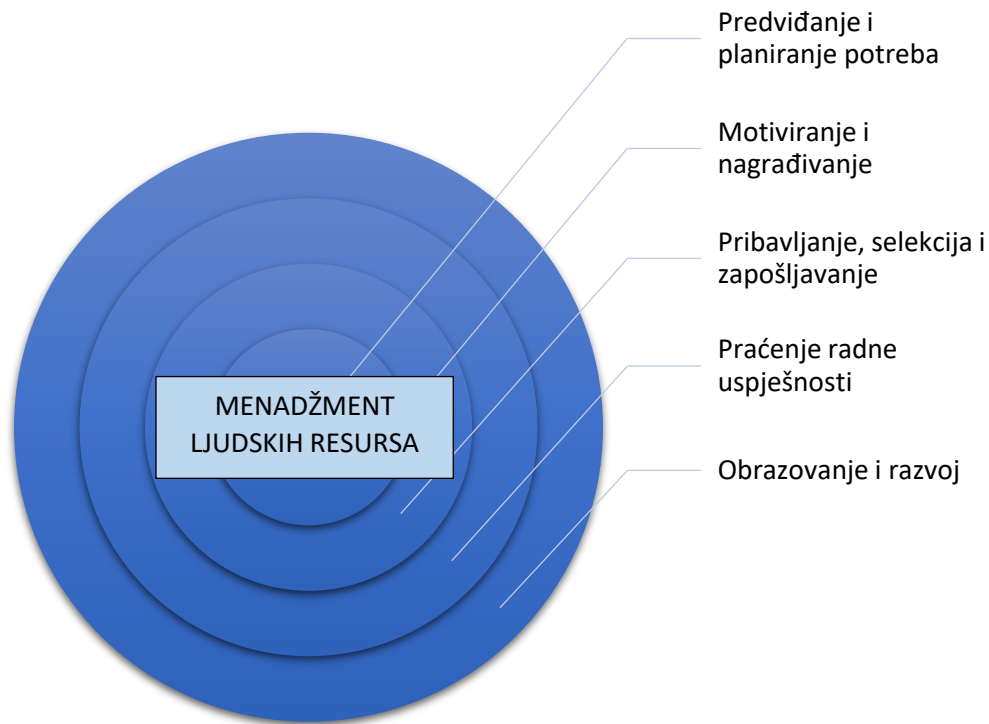 Predviđanje i
planiranje potreba
Motiviranje i
nagrađivanje
Pribavljanje, selekcija i
zapošljavanje
Praćenje radne
uspješnosti
Obrazovanje i razvoj
MENADŽMENT
LJUDSKIH RESURSA